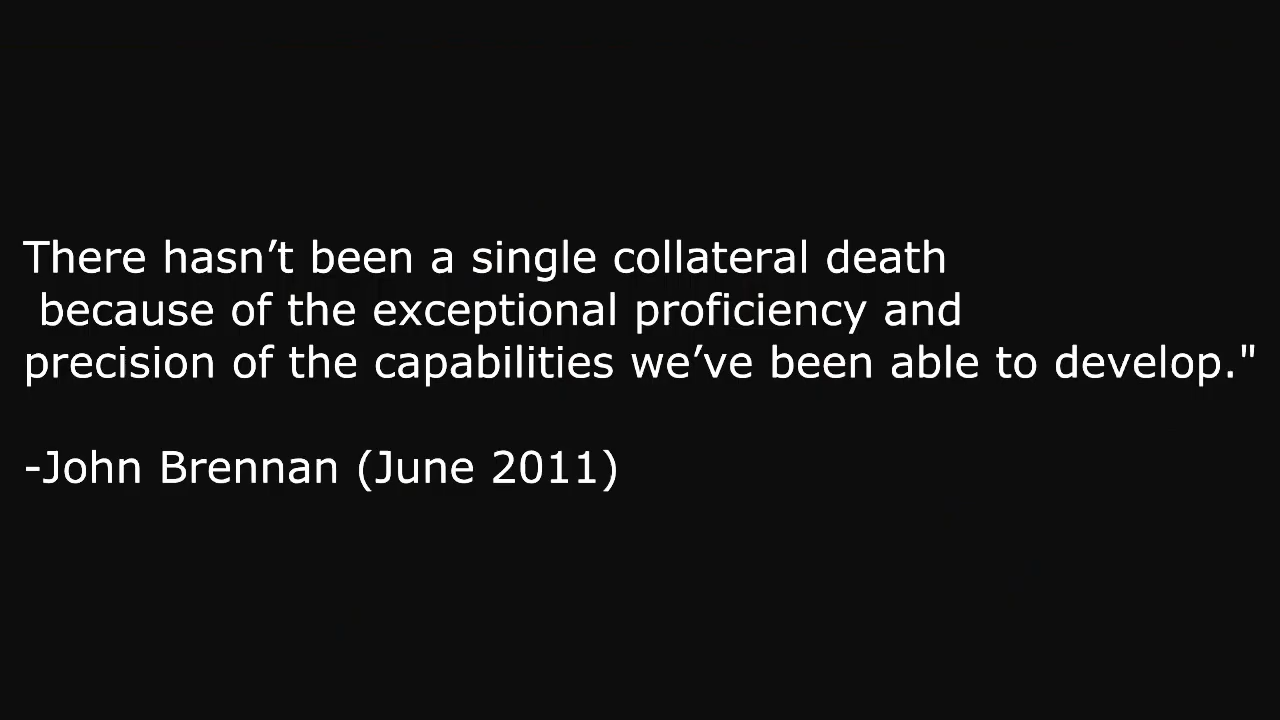 There hasn’t been a single collateral death
because of the exceptional proficiency and
precision of the capabilities we’ve been able to develop."
-John Brennan (June 2011)